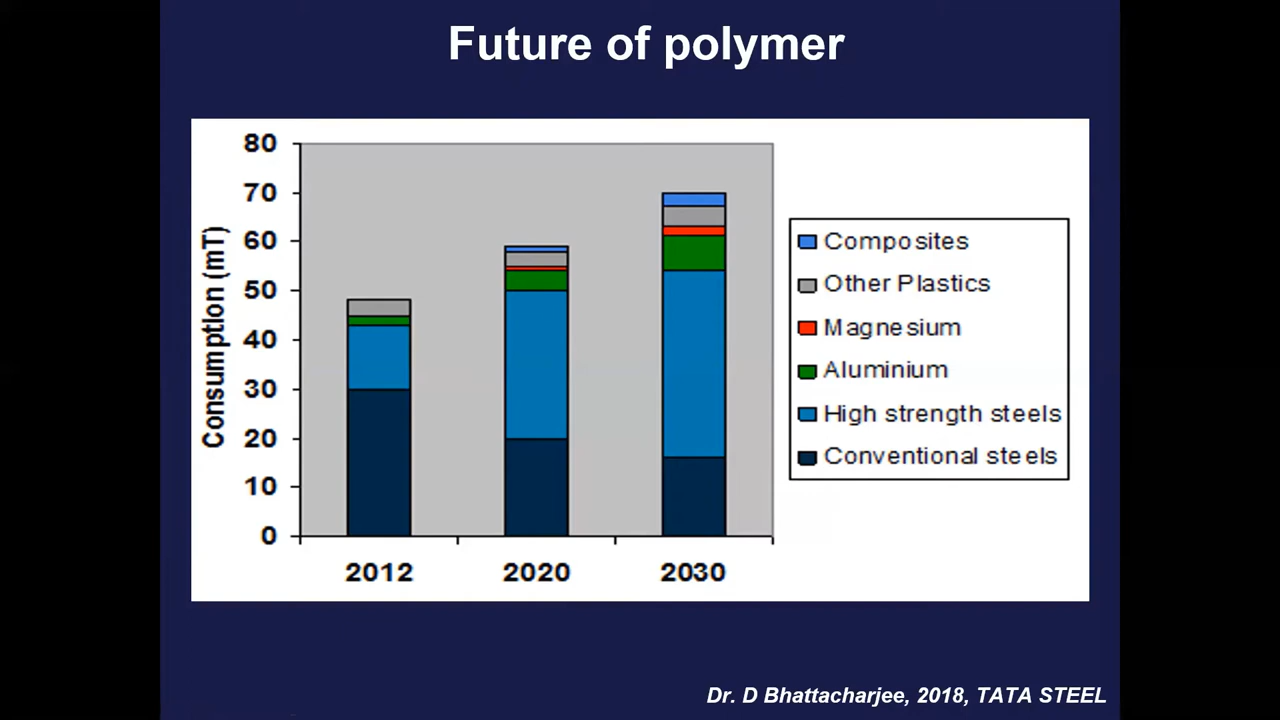 Future of polymer
80
70
60
50
40
30
20
10
0
Consumption (mT)
2012 2020 2030
Composites
Other Plastics
Magnesium
Aluminium
High strength steels
Conventional steels
Dr. D Bhattacharjee, 2018, TATA STEEL